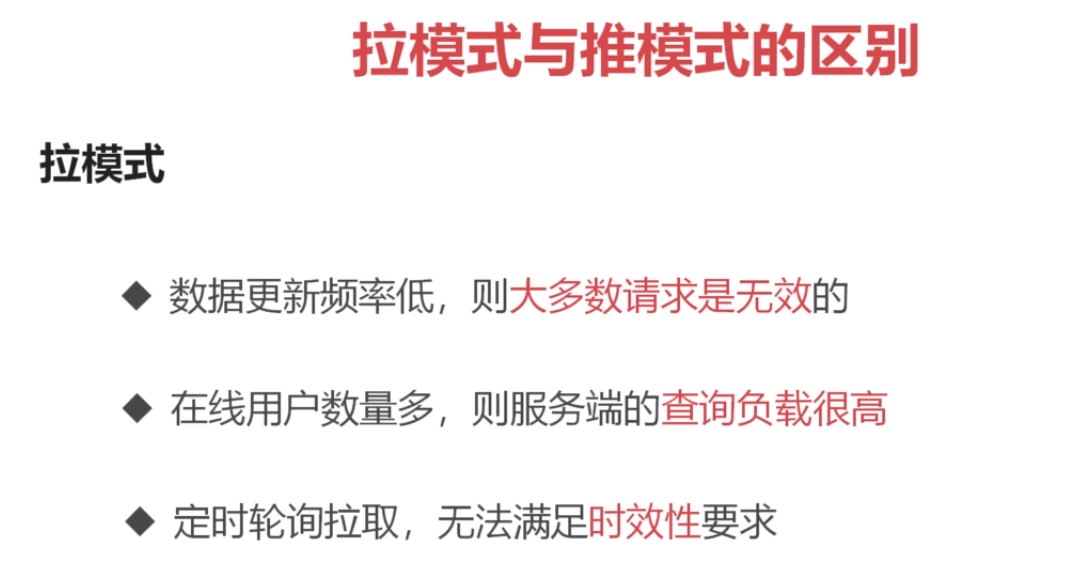 拉模式与推模式的区别
拉模式
◆ 数据更新频率低，则大多数请求是无效的
◆ 在线用户数量多，则服务端的查询负载很高
◆ 定时轮询拉取，无法满足时效性要求